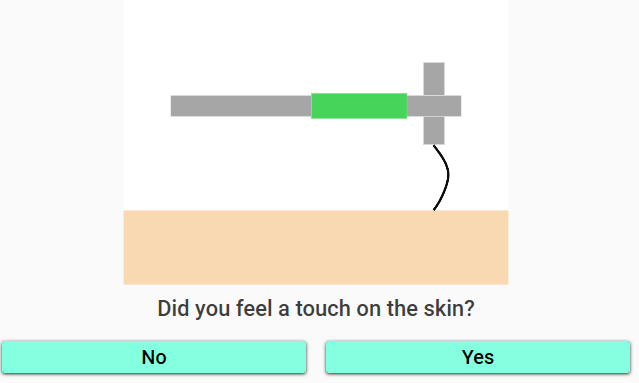 Did you feel a touch on the skin?
No
Yes